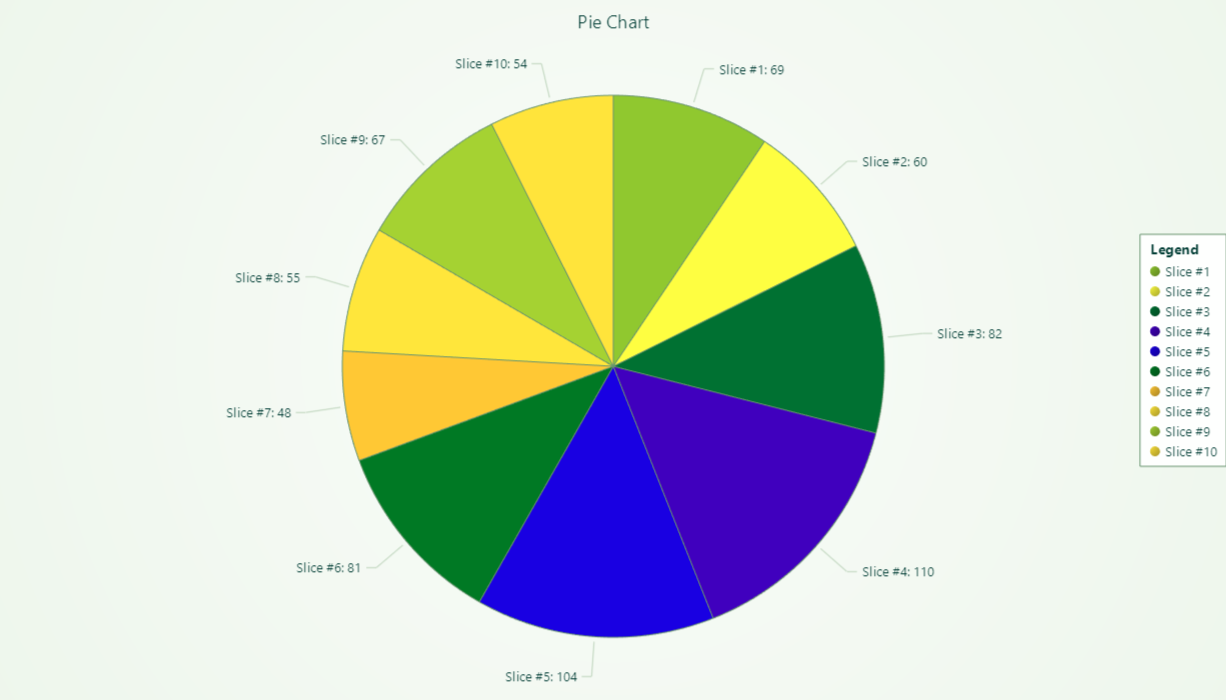 Pie Chart
Slice #10: 54
Slice #1: 69
Slice #9: 67
Slice #2: 60
Slice #8: 55
Slice #3: 82
Slice #7: 48
Slice #6: 81
Slice #4: 110
Slice #5: 104
Legend
Slice #1
Slice #2
Slice #3
Slice #4
Slice #5
Slice #6
Slice #7
Slice #8
Slice #9
Slice #10